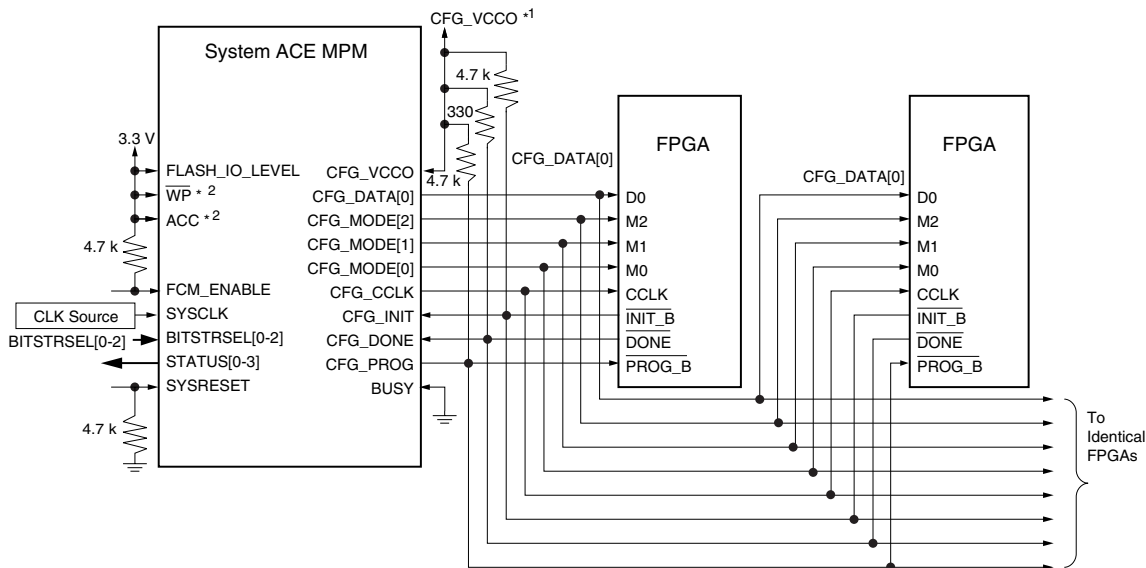 CFG_VCCO *1
System ACE MPM
4.7 k
330
4.7 k
3.3 V
FLASH_IO_LEVEL
WP *2
ACC *2
4.7 k
FCM_ENABLE
CLK Source
SYSCLK
BITSTRSEL[0-2]
BITSTRSEL[0-2]
STATUS[0-3]
SYSRESET
4.7 k
CFG_VCCO
CFG_DATA[0]
CFG_MODE[2]
CFG_MODE[1]
CFG_MODE[0]
CFG_CCLK
CFG_INIT
CFG_DONE
CFG_PROG
BUSY
CFG_DATA[0]
FPGA
D0
M2
M1
M0
CCLK
INIT_B
DONE
PROG_B
CFG_DATA[0]
FPGA
D0
M2
M1
M0
CCLK
INIT_B
DONE
PROG_B
To
Identical
FPGAs